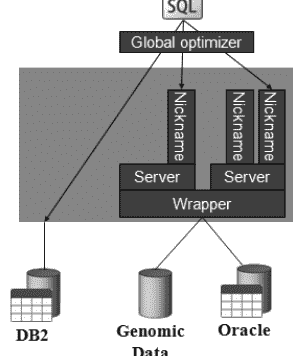 SQL
Global optimizer
Nickname
Nickname
Nickname
Server
Server
Wrapper
DB2
Genomic
Data
Oracle